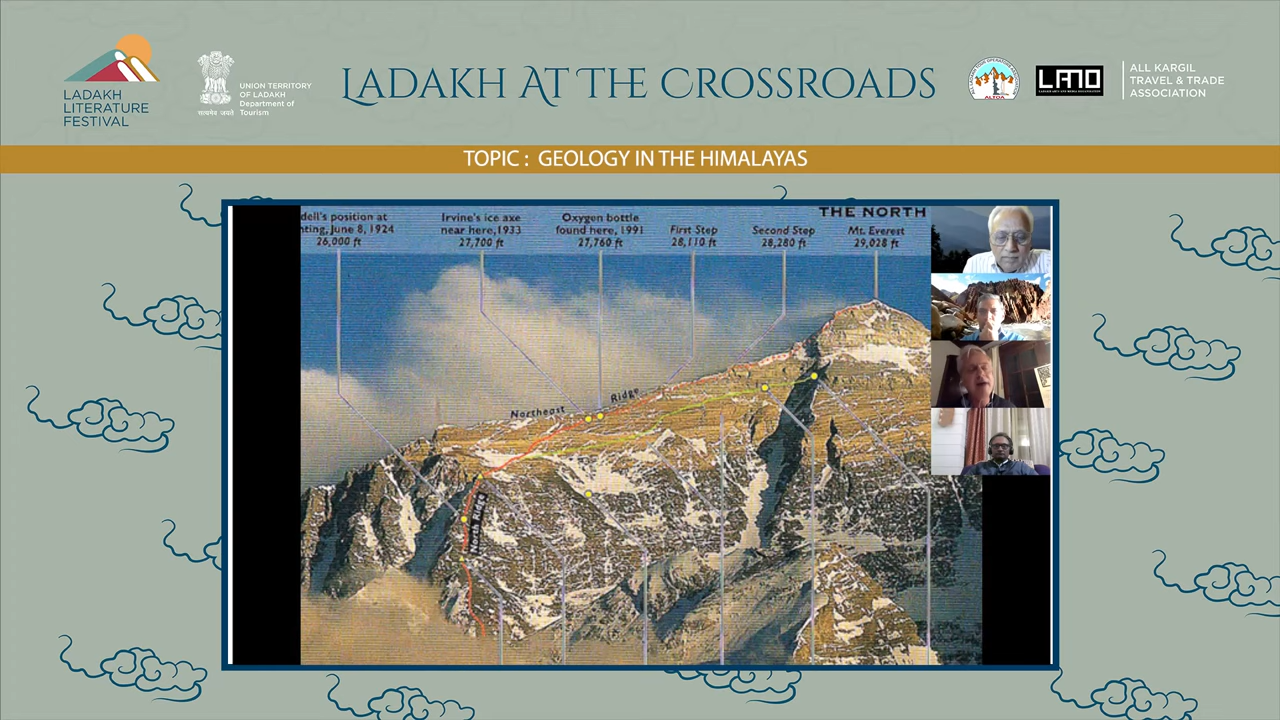 LADAKH
LITERATURE
FESTIVAL
सत्यमेव जयते
UNION TERRITORY
OF LADAKH
Department of
Tourism
LADAKH AT THE CROSSROADS
ALTOA
ALL KARGIL
TRAVEL & TRADE
ASSOCIATION
TOPIC : GEOLOGY IN THE HIMALAYAS
THE NORTH
dell's position at
nting, June 8, 1924
26,000 ft
Irvine's ice axe
near here, 1933
27,700 ft
Oxygen bottle
found here, 1991
27,760 ft
First Step
28,110 ft
Second Step
28,280 ft
Mt. Everest
29,028 ft
Northeast Ridge
North Ridge